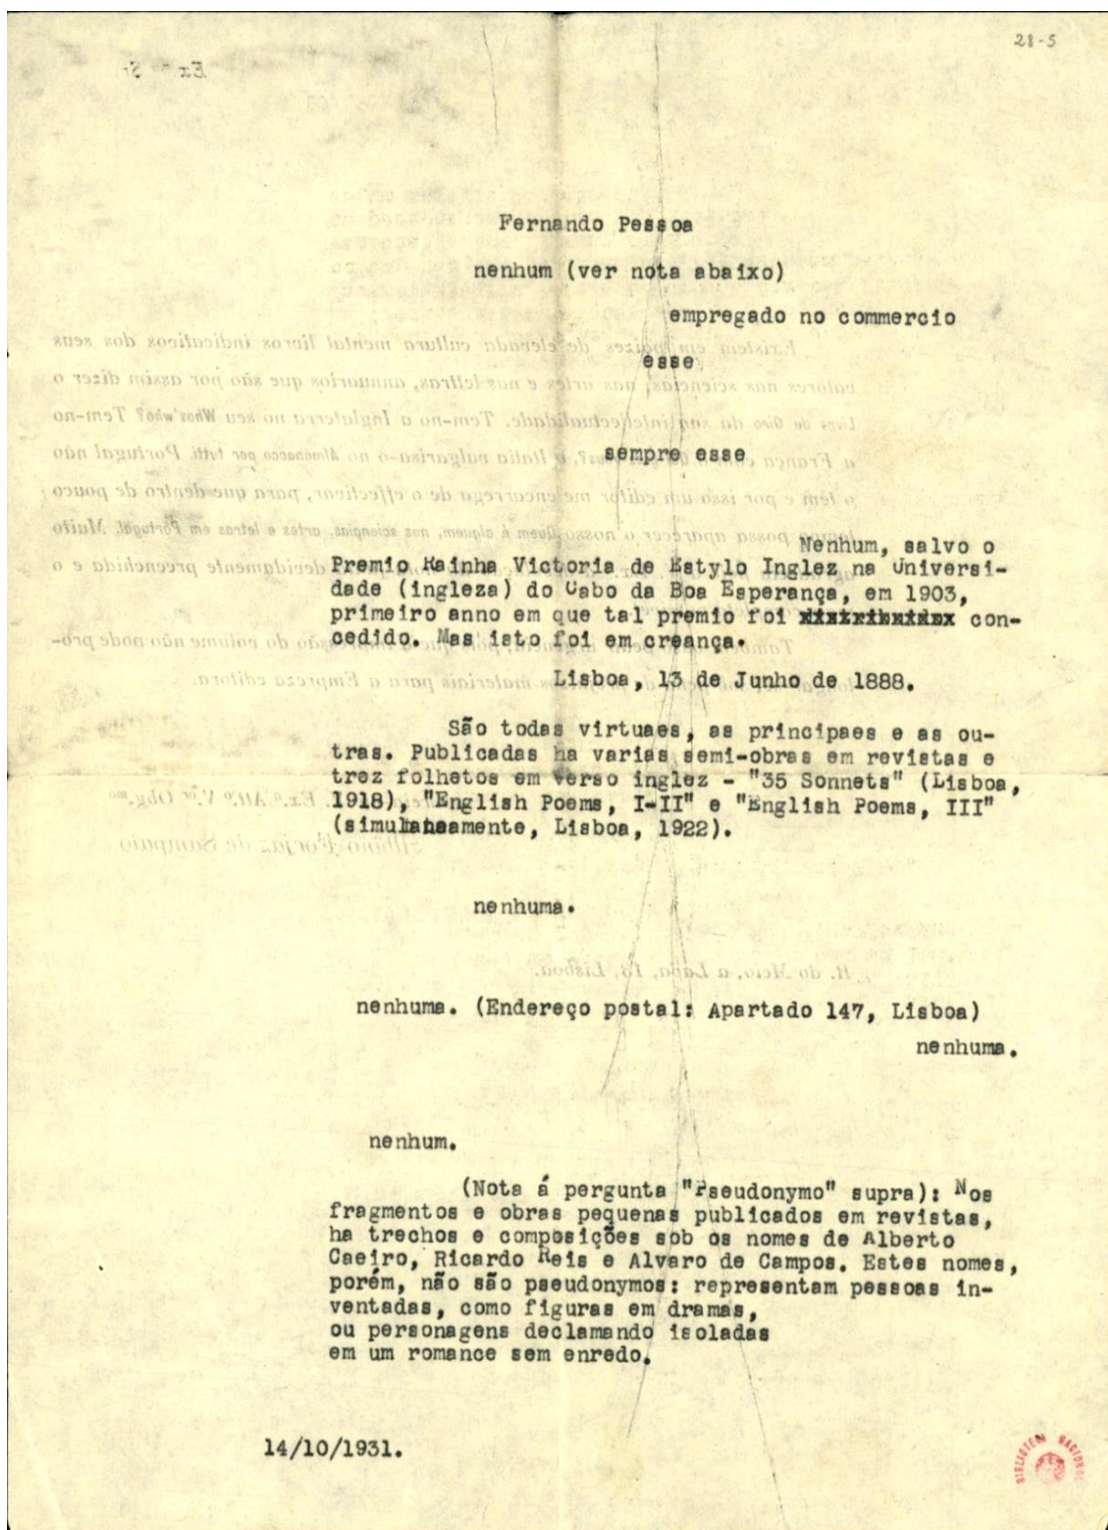 21-5
Fernando Pessoa
nenhum (ver nota abaixo)
empregado no commercio
esse
sempre esse
Nenhum, salvo o
Premio Rainha Victoria de Estylo Inglez na Universi-
dade (ingleza) do Cabo da Boa Esperança, em 1903,
primeiro anno em que tal premio foi con-
cedido. Mas isto foi em creança.
Lisboa, 13 de Junho de 1888.
São todas virtuaes, as principaes e as ou-
tras. Publicadas ha varias semi-obras em revistas e
trez folhetos em verso inglez - "35 Sonnets" (Lisboa,
1918), "English Poems, I-II" e "English Poems, III"
(simultaneamente, Lisboa, 1922).
nenhuma.
nenhuma. (Endereço postal: Apartado 147, Lisboa)
nenhuma.
nenhum.
(Nota á pergunta "Pseudonymo" supra): Nos
fragmentos e obras pequenas publicados em revistas,
ha trechos e composições sob os nomes de Alberto
Caeiro, Ricardo Reis e Alvaro de Campos. Estes nomes,
porém, não são pseudonymos: representam pessoas in-
ventadas, como figuras em dramas,
ou personagens declamando isoladas
em um romance sem enredo.
14/10/1931.
BIBLIOTECA NACIONAL